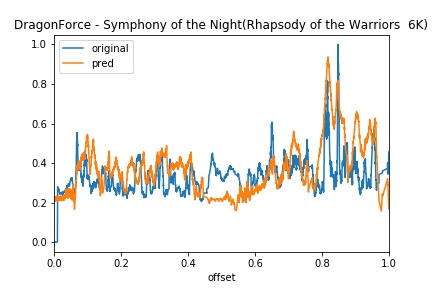 DragonForce - Symphony of the Night(Rhapsody of the Warriors  6K)
original
pred
1.0
0.8
0.6
0.4
0.2
0.0
0.0 0.2 0.4 0.6 0.8 1.0
offset